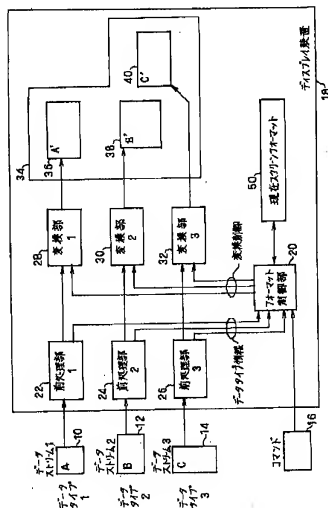 データタイプ1
データストリーム1
A
10
前処理部1
22
変換部1
28
A'
36
34
データタイプ2
データストリーム2
B
12
前処理部2
24
変換部2
30
B'
38
データタイプ3
データストリーム3
C
14
前処理部3
26
変換部3
32
C'
40
データタイプ情報
変換制御
フォーマット制御部
20
現在スクリーンフォーマット
50
コマンド
16
ディスプレイ装置
18